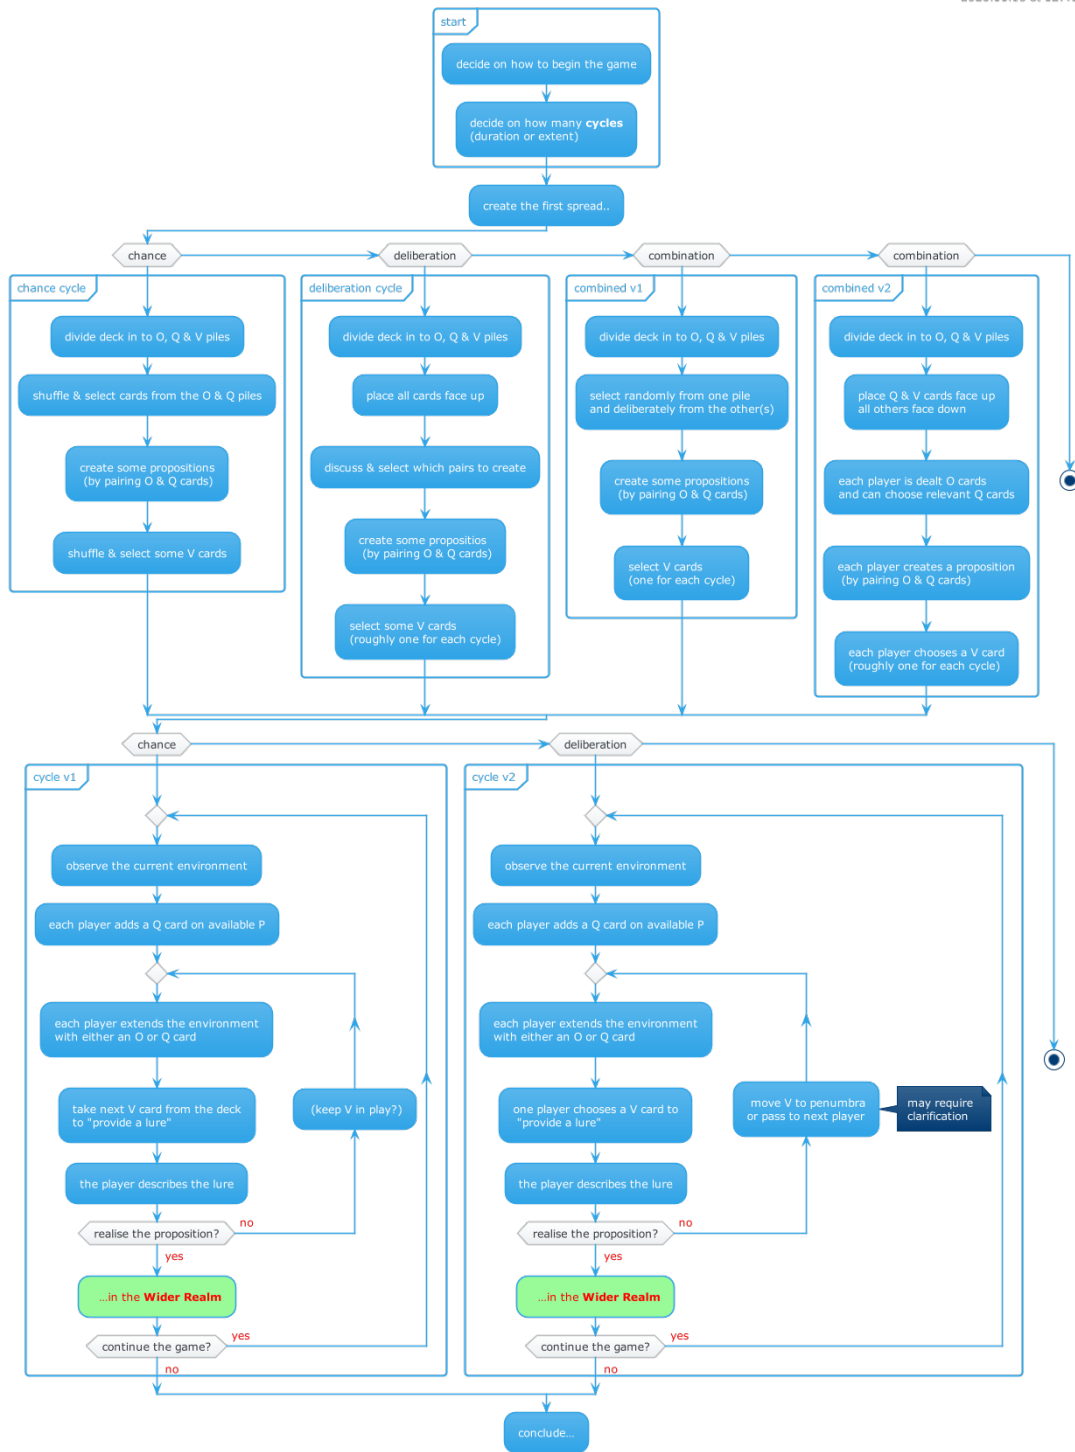 start
decide on how to begin the game
decide on how many cycles
(duration or extent)
create the first spread..
chance
deliberation
combination
combination
chance cycle
divide deck in to O, Q & V piles
shuffle & select cards from the O & Q piles
create some propositions
(by pairing O & Q cards)
shuffle & select some V cards
deliberation cycle
divide deck in to O, Q & V piles
place all cards face up
discuss & select which pairs to create
create some propositios
(by pairing O & Q cards)
select some V cards
(roughly one for each cycle)
combined v1
divide deck in to O, Q & V piles
select randomly from one pile
and deliberately from the other(s)
create some propositions
(by pairing O & Q cards)
select V cards
(one for each cycle)
combined v2
divide deck in to O, Q & V piles
place Q & V cards face up
all others face down
each player is dealt O cards
and can choose relevant Q cards
each player creates a proposition
(by pairing O & Q cards)
each player chooses a V card
(roughly one for each cycle)
chance
deliberation
cycle v1
observe the current environment
each player adds a Q card on available P
each player extends the environment
with either an O or Q card
take next V card from the deck
to "provide a lure"
(keep V in play?)
the player describes the lure
realise the proposition?
no
yes
...in the Wider Realm
continue the game?
yes
no
cycle v2
observe the current environment
each player adds a Q card on available P
each player extends the environment
with either an O or Q card
one player chooses a V card to
"provide a lure"
move V to penumbra
or pass to next player
may require
clarification
the player describes the lure
realise the proposition?
no
yes
...in the Wider Realm
continue the game?
yes
no
conclude...